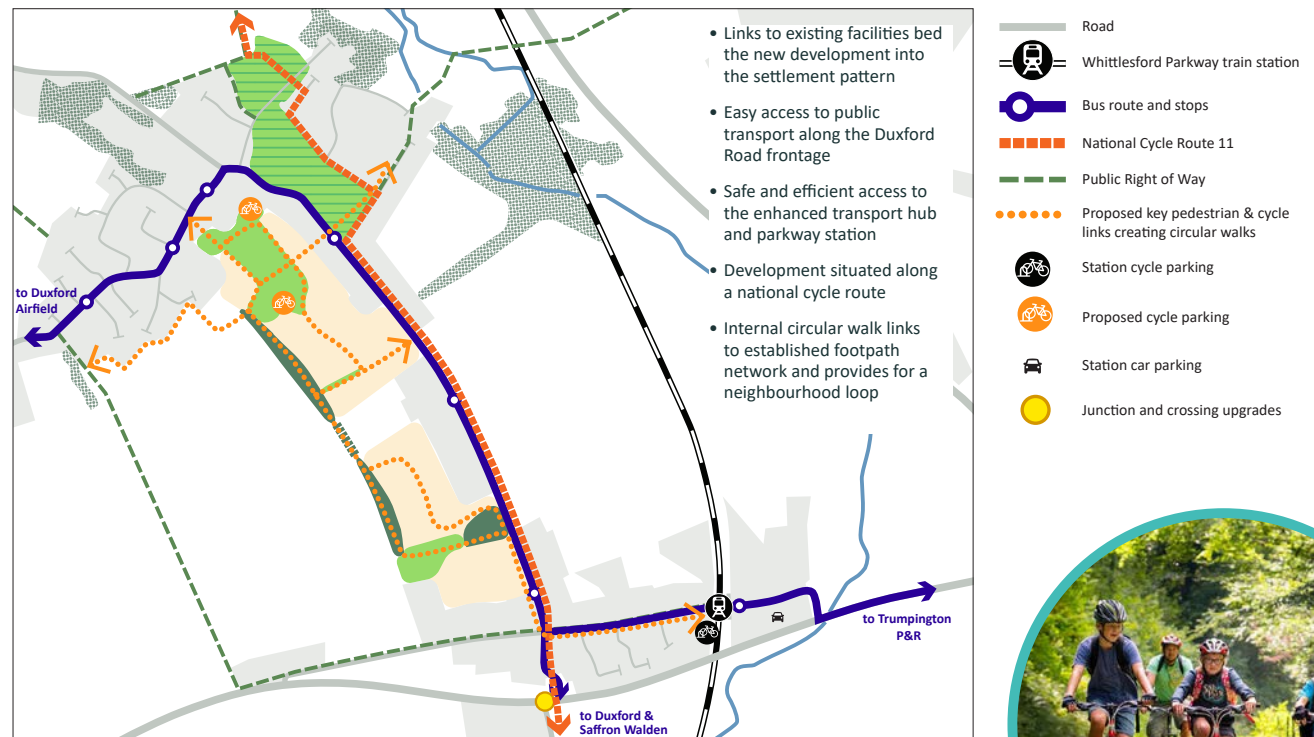 • Links to existing facilities bed
the new development into
the settlement pattern
• Easy access to public
transport along the Duxford
Road frontage
• Safe and efficient access to
the enhanced transport hub
and parkway station
• Development situated along
a national cycle route
• Internal circular walk links
to established footpath
network and provides for a
neighbourhood loop
to Duxford
Airfield
to Trumpington
P&R
to Duxford &
Saffron Walden
Road
Whittlesford Parkway train station
Bus route and stops
National Cycle Route 11
Public Right of Way
Proposed key pedestrian & cycle
links creating circular walks
Station cycle parking
Proposed cycle parking
Station car parking
Junction and crossing upgrades